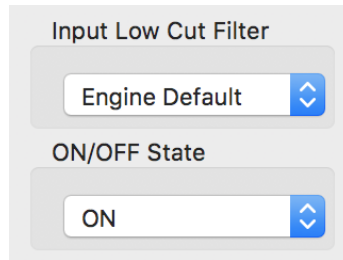 Input Low Cut Filter
Engine Default
ON/OFF State
ON